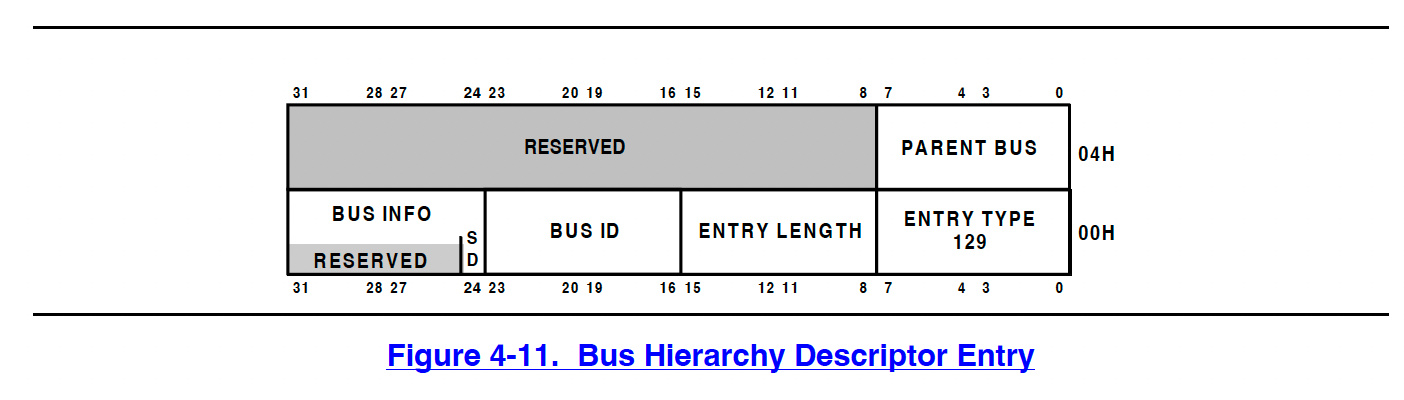 31 28 27 24 23 20 19 16 15 12 11 8 7 4 3 0
RESERVED PARENT BUS 04H
BUS INFO BUS ID ENTRY LENGTH ENTRY TYPE 129 00H
RESERVED S D
31 28 27 24 23 20 19 16 15 12 11 8 7 4 3 0
Figure 4-11. Bus Hierarchy Descriptor Entry